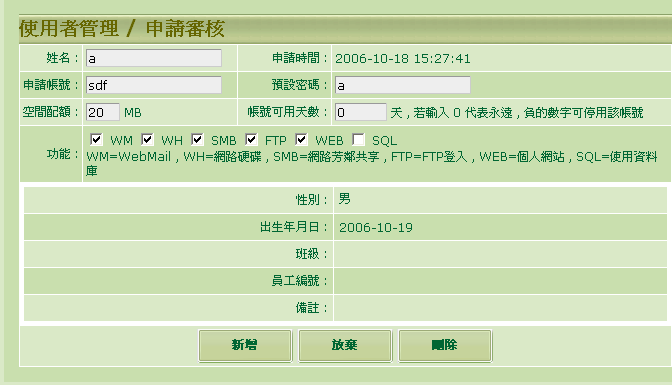 使用者管理 / 申請審核
姓名： a 申請時間： 2006-10-18 15:27:41
申請帳號： sdf 預設密碼： a
空間配額： 20 MB 帳號可用天數： 0 天，若輸入 0 代表永遠，負的數字可停用該帳號
功能： WM WH SMB FTP WEB SQL
WM=WebMail，WH=網路硬碟，SMB=網路芳鄰共享，FTP=FTP登入，WEB=個人網站，SQL=使用資料
庫
性別： 男
出生年月日： 2006-10-19
班級：
員工編號：
備註：
新增 放棄 刪除